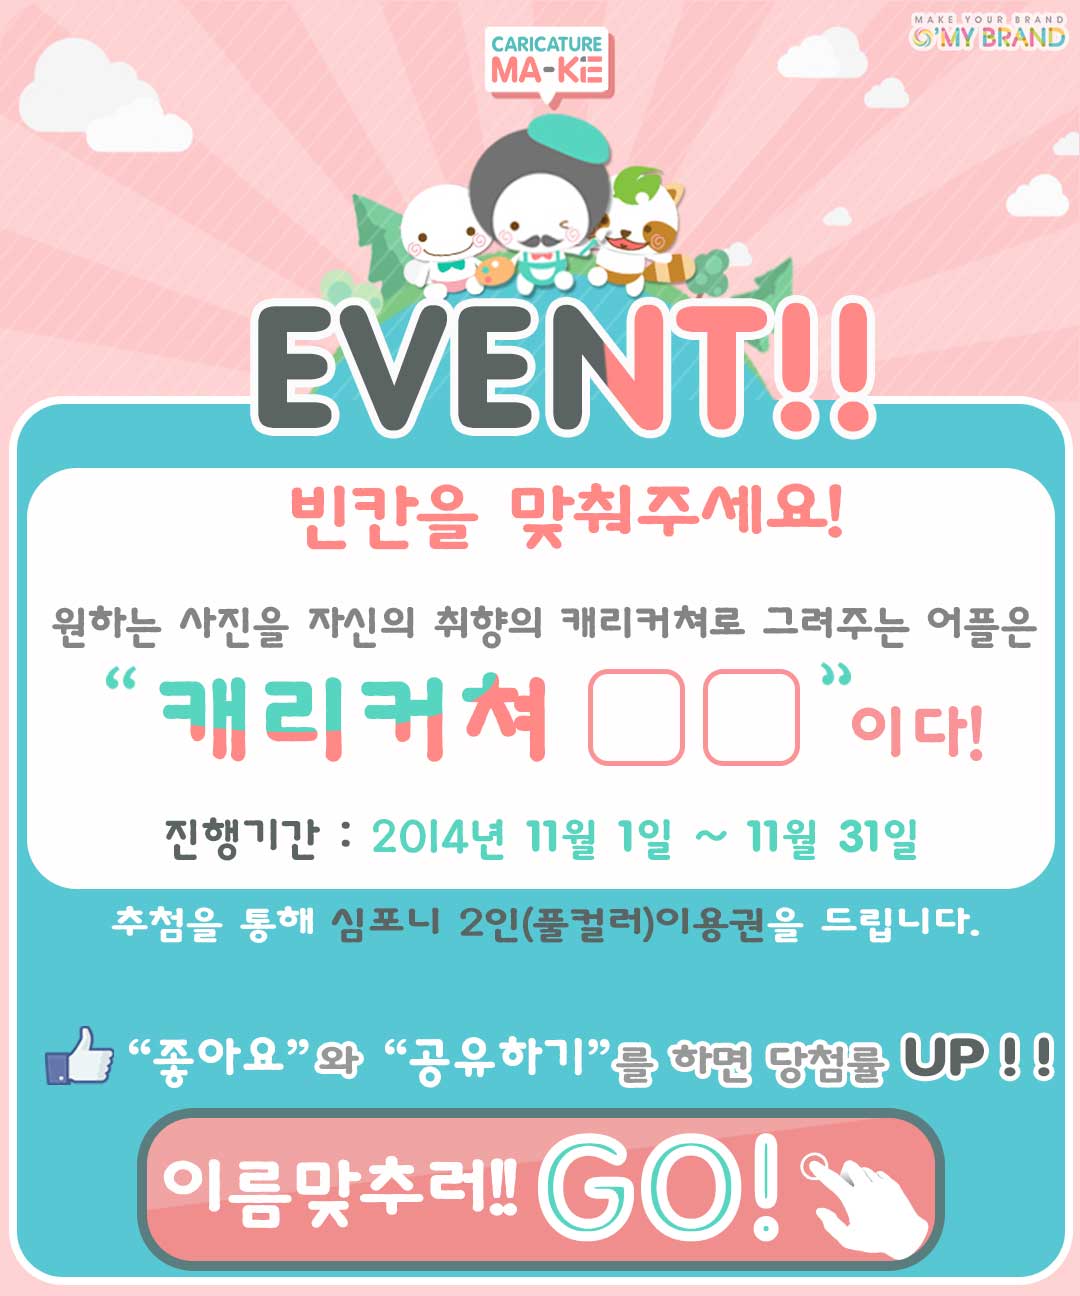 MAKE YOUR BRAND
O'MY BRAND
CARICATURE
MA-KE
EVENT!!
빈칸을 맞춰주세요!
원하는 사진을 자신의 취향의 캐리커쳐로 그려주는 어플은
“캐리커쳐 □□”이다!
진행기간 : 2014년 11월 1일 ~ 11월 31일
추첨을 통해 심포니 2인(풀컬러)이용권을 드립니다.
“좋아요”와 “공유하기”를 하면 당첨률 UP!!
이름맞추러!! GO!